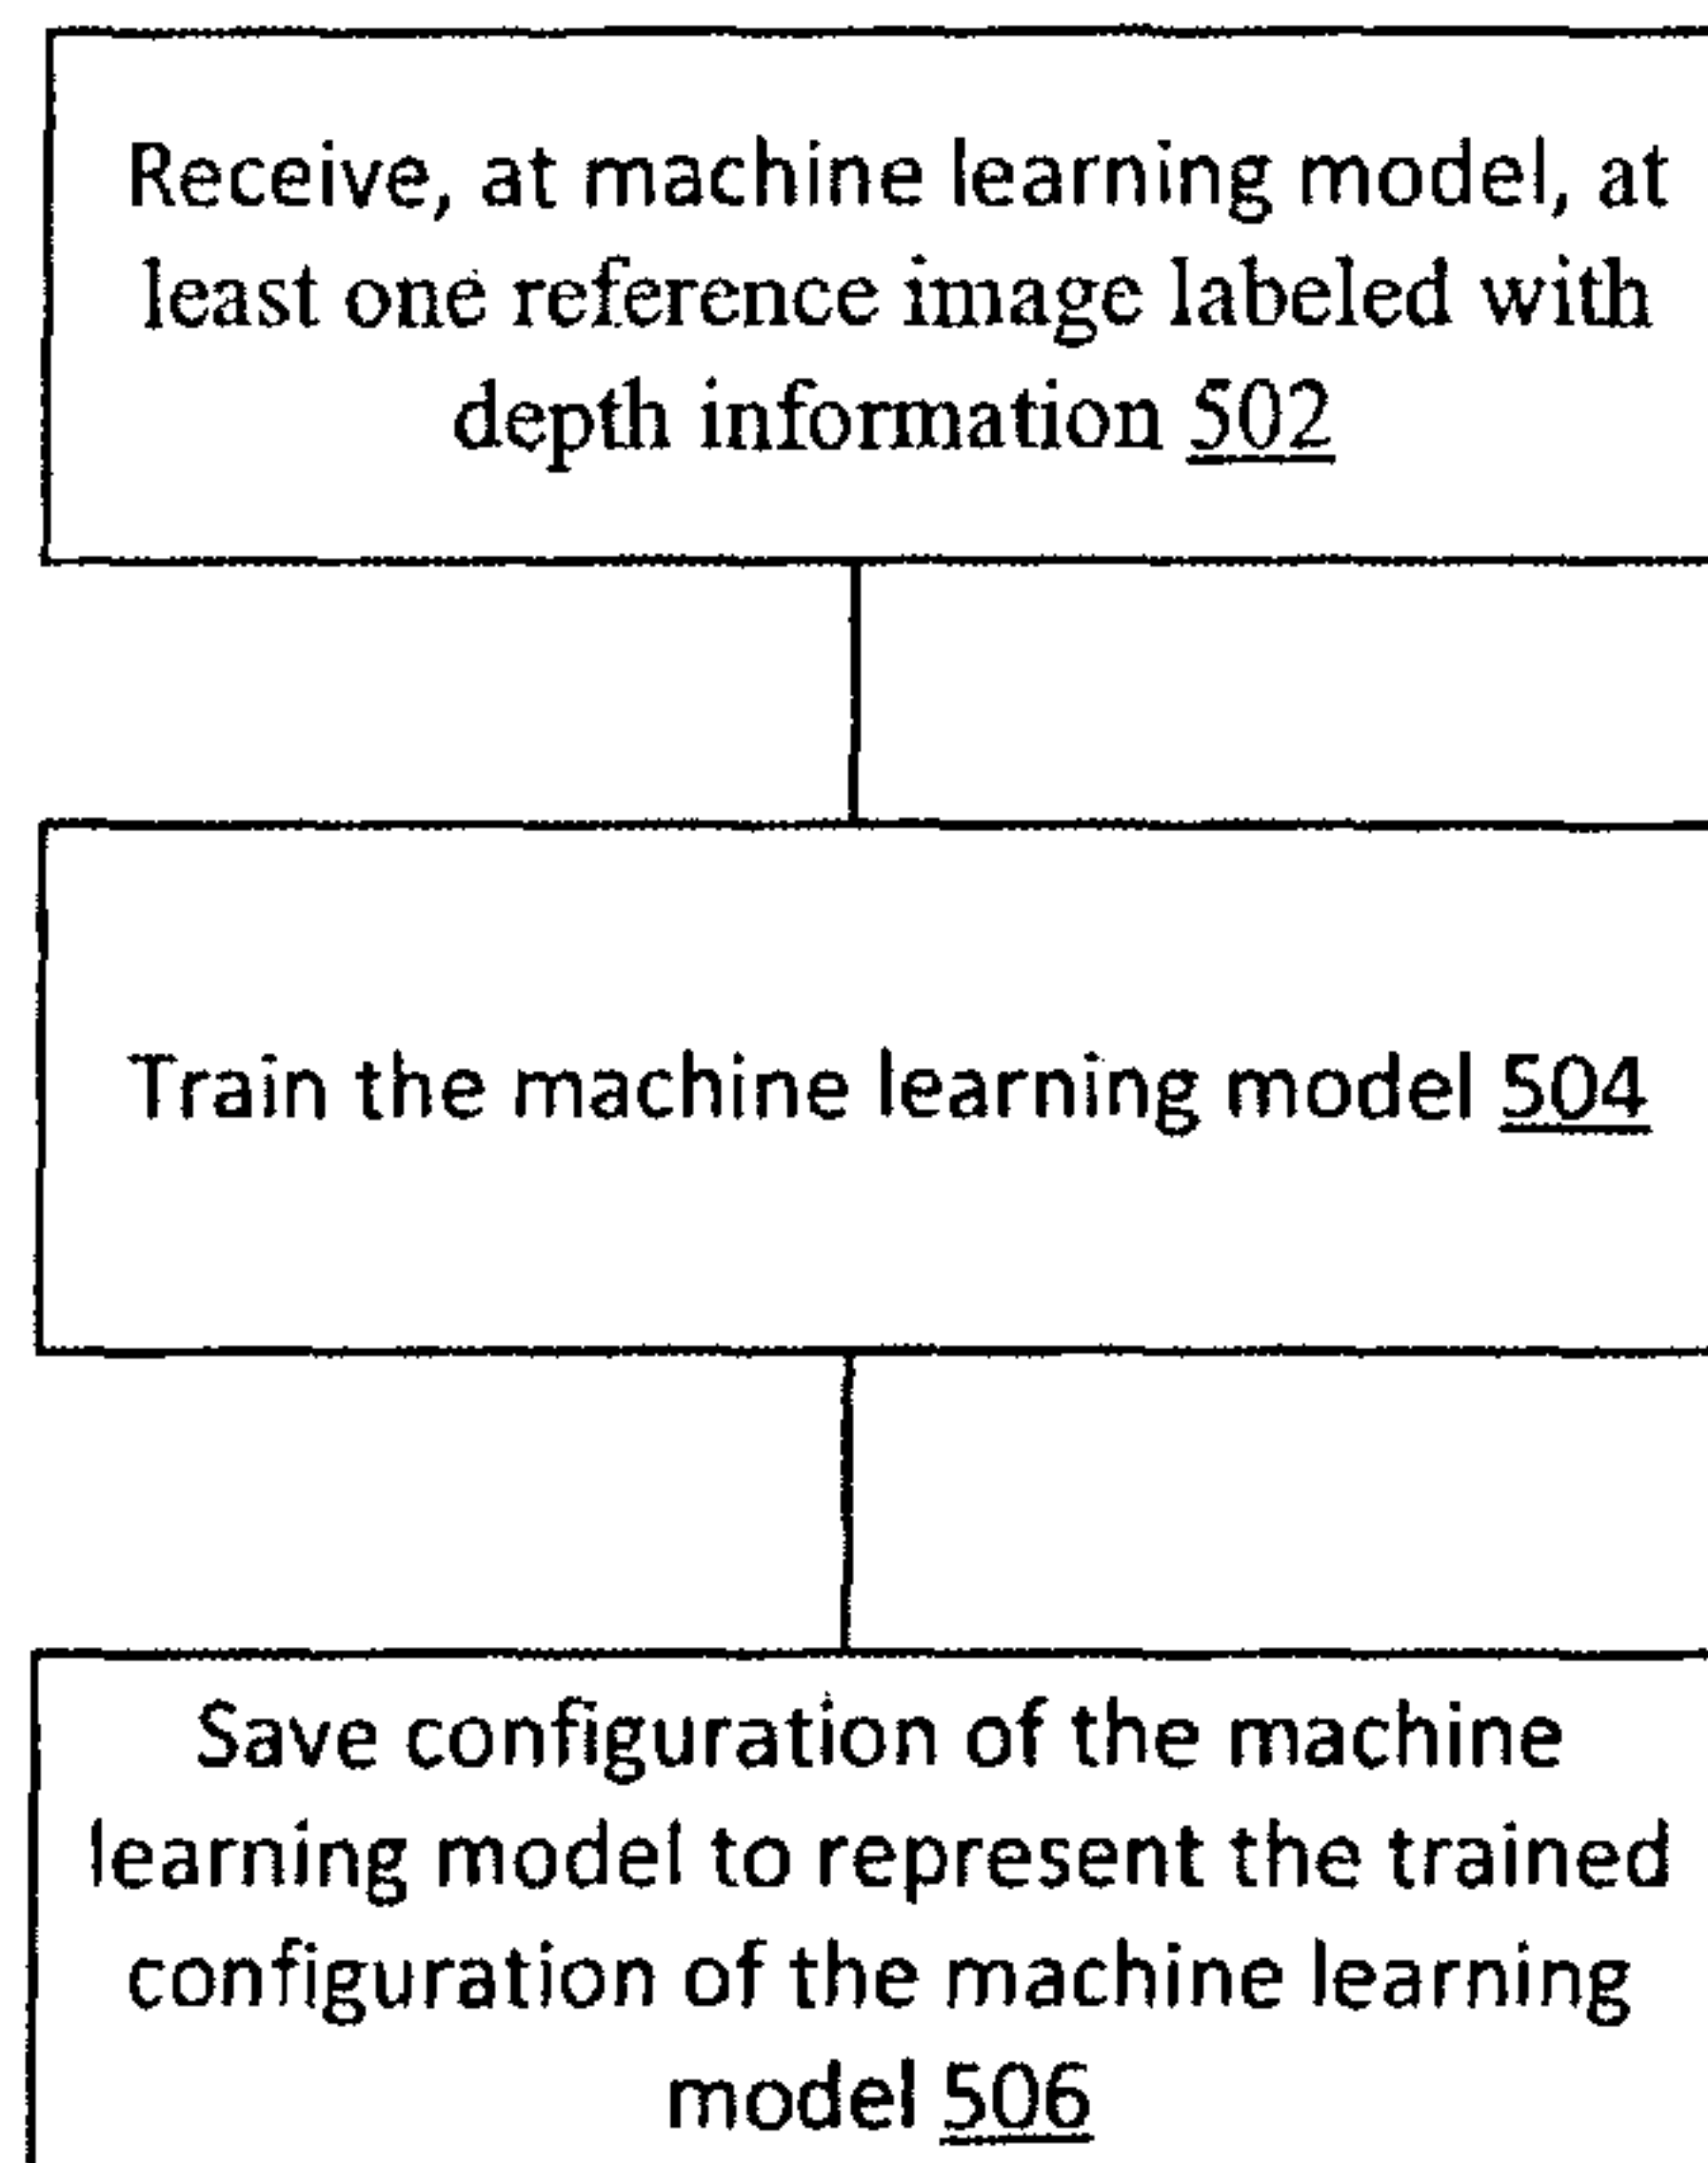 Receive, at machine learning model, at
least one reference image labeled with
depth information 502
Train the machine learning model 504
Save configuration of the machine
learning model to represent the trained
configuration of the machine learning
model 506